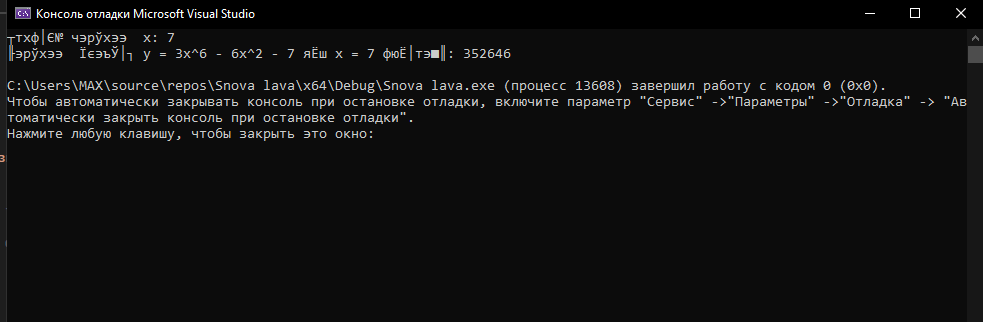 Консоль отладки Microsoft Visual Studio
┬тхф│Є№ чэрўхээ  x: 7
╟эрўхээ  ЇєэъЎ│┐ y = 3x^6 - 6x^2 - 7 яЁш x = 7 фюЁ│тэ■║: 352646
C:\Users\MAX\source\repos\Snova lava\x64\Debug\Snova lava.exe (процесс 13608) завершил работу с кодом 0 (0x0).
Чтобы автоматически закрывать консоль при остановке отладки, включите параметр "Сервис" ->"Параметры" ->"Отладка" -> "Ав
томатически закрыть консоль при остановке отладки".
Нажмите любую клавишу, чтобы закрыть это окно: